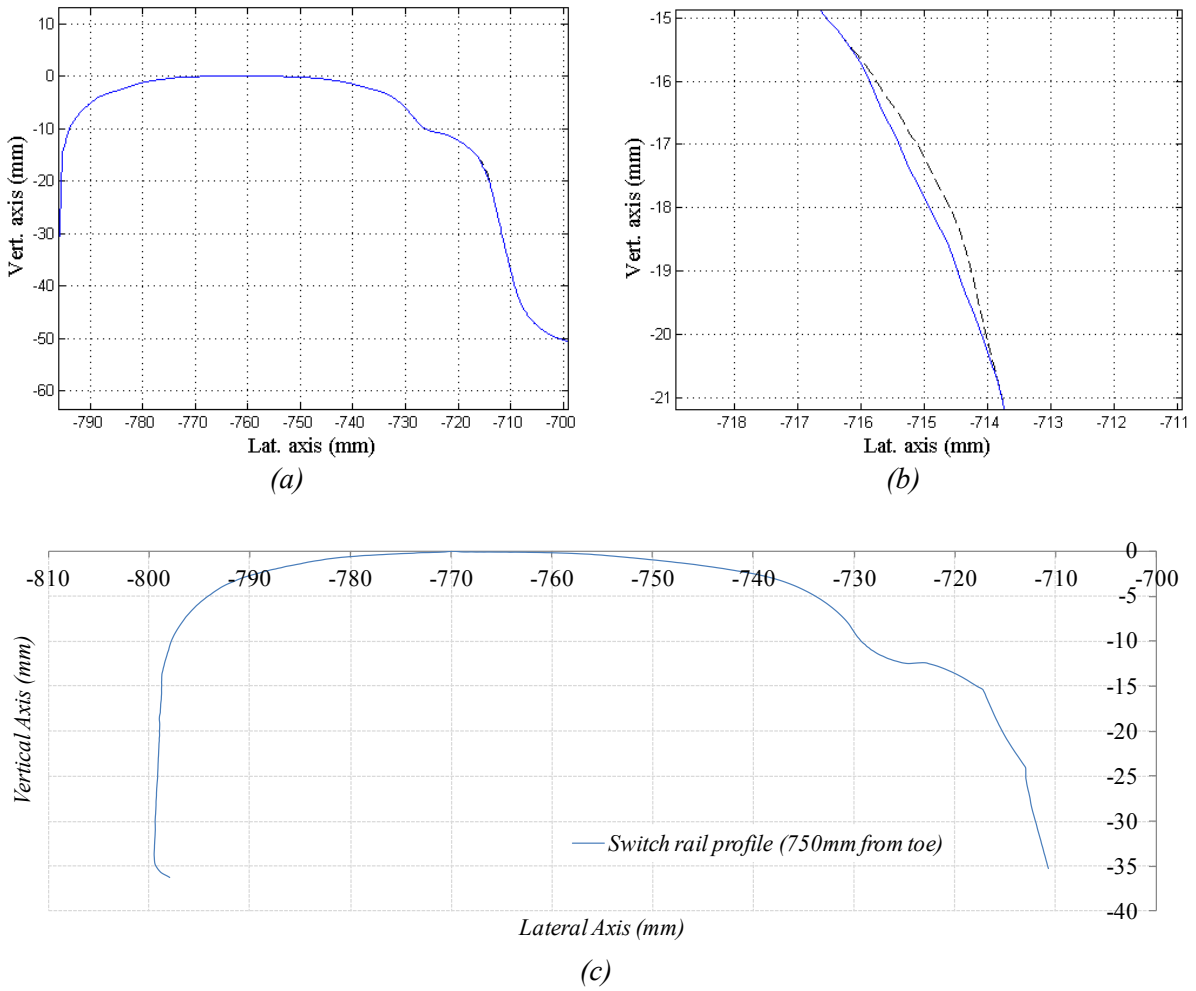 10
0
-10
-20
-30
-40
-50
-60
Vert. axis (mm)
-790 -780 -770 -760 -750 -740 -730 -720 -710 -700
Lat. axis (mm)
(a)
-15
-16
-17
-18
-19
-20
-21
Vert. axis (mm)
-718 -717 -716 -715 -714 -713 -712 -711
Lat. axis (mm)
(b)
-810 -800 -790 -780 -770 -760 -750 -740 -730 -720 -710 -700
0
-5
-10
-15
-20
-25
-30
-35
-40
Vertical Axis (mm)
Switch rail profile (750mm from toe)
Lateral Axis (mm)
(c)